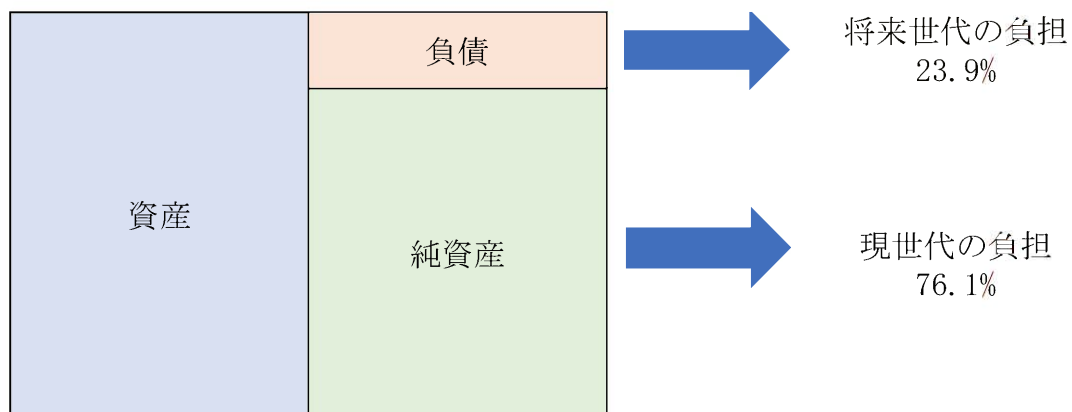 負債
将来世代の負担
23.9%
資産
純資産
現世代の負担
76.1%